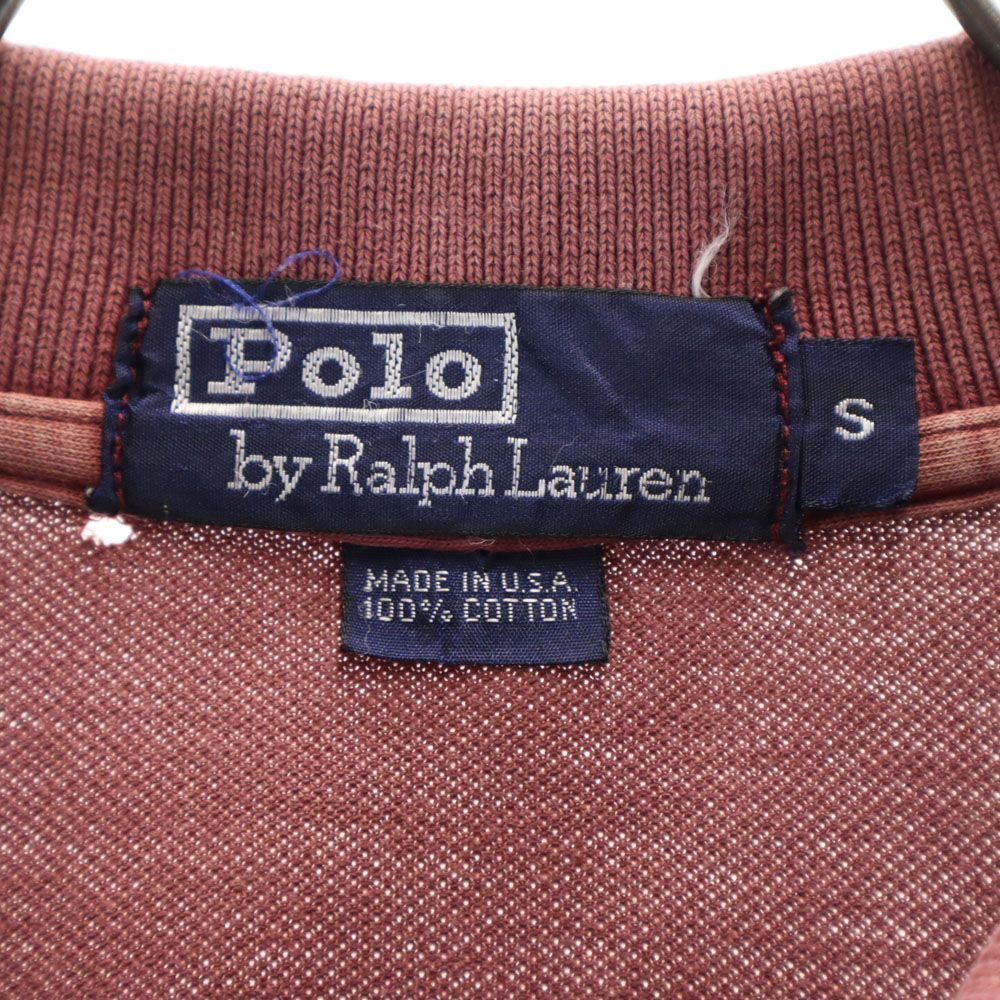 Polo
by Ralph Lauren
S
MADE IN U.S.A.
100% COTTON